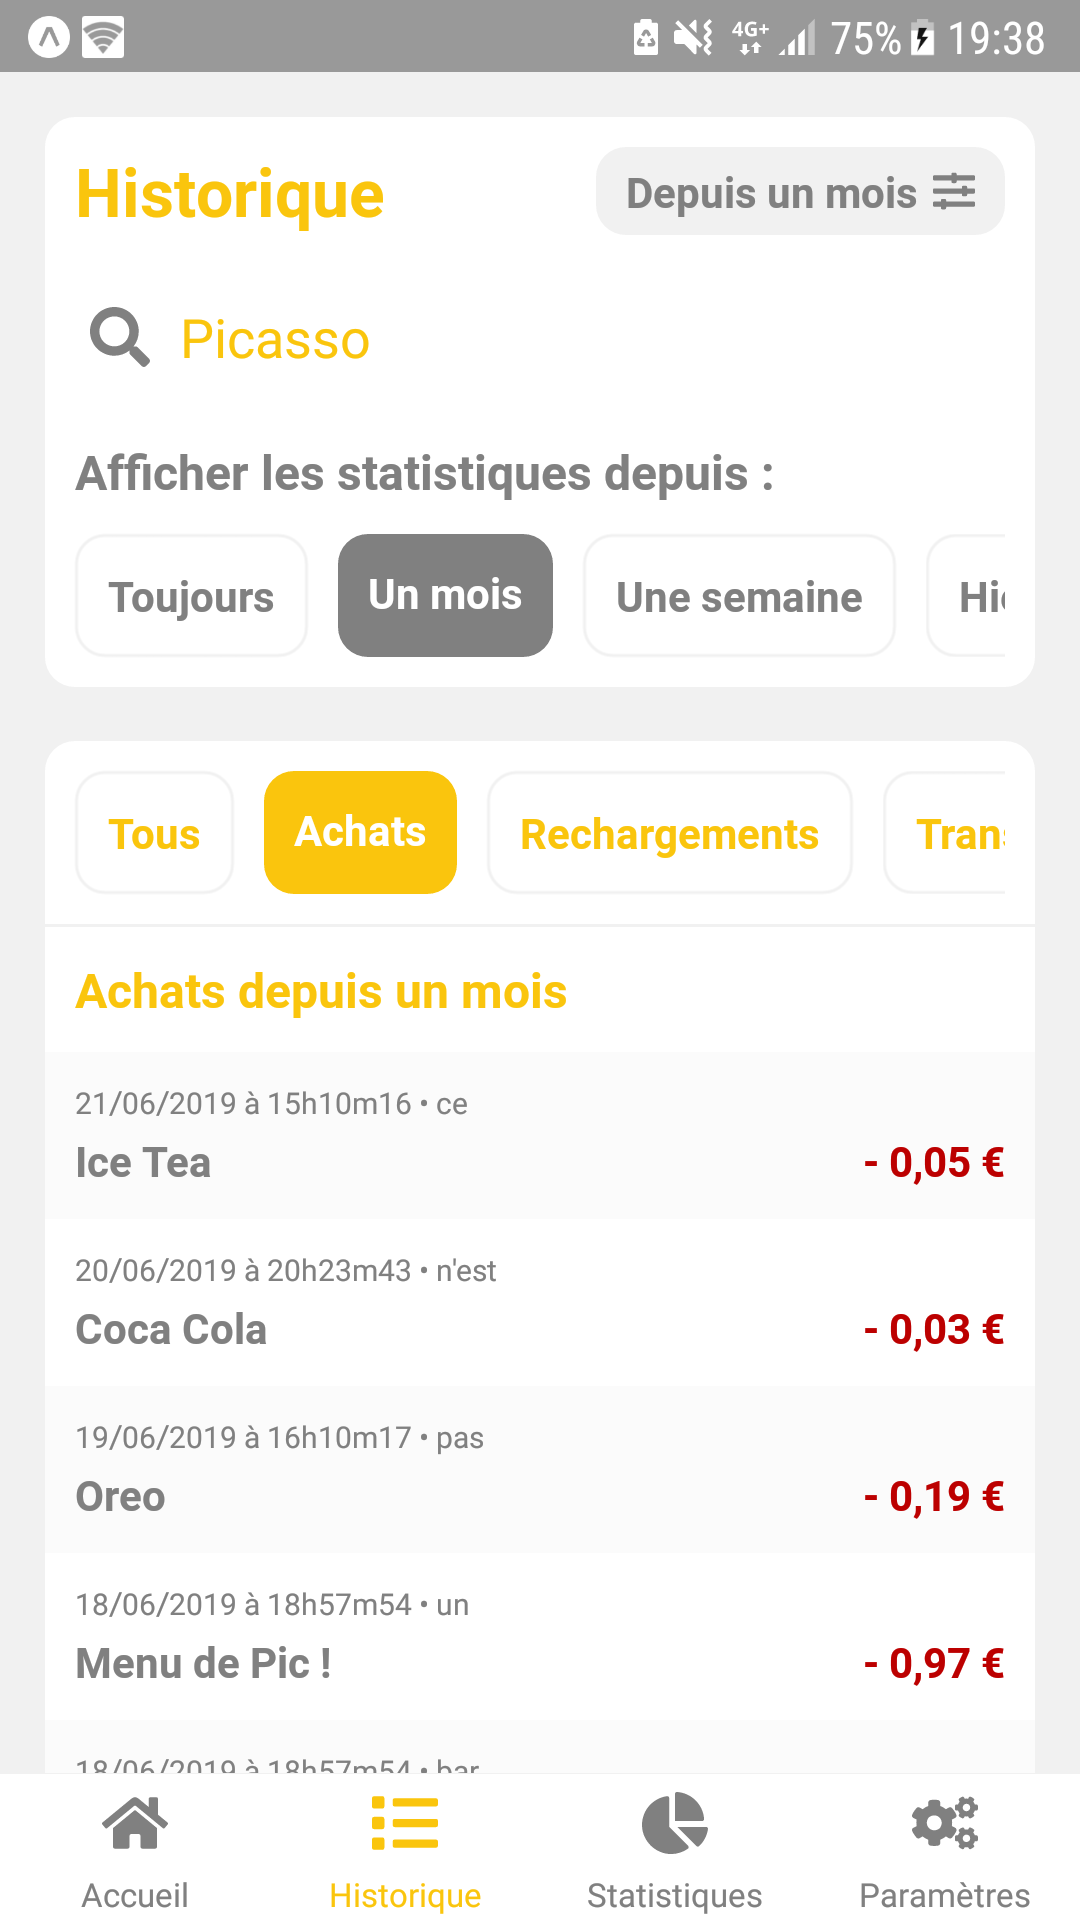 4G+ 75% 19:38
Historique
Depuis un mois
Picasso
Afficher les statistiques depuis :
Toujours Un mois Une semaine Hi
Tous Achats Rechargements Tran
Achats depuis un mois
21/06/2019 à 15h10m16 • ce
Ice Tea - 0,05 €
20/06/2019 à 20h23m43 • n'est
Coca Cola - 0,03 €
19/06/2019 à 16h10m17 • pas
Oreo - 0,19 €
18/06/2019 à 18h57m54 • un
Menu de Pic ! - 0,97 €
18/06/2019 à 18h57m54 • bar
Accueil Historique Statistiques Paramètres